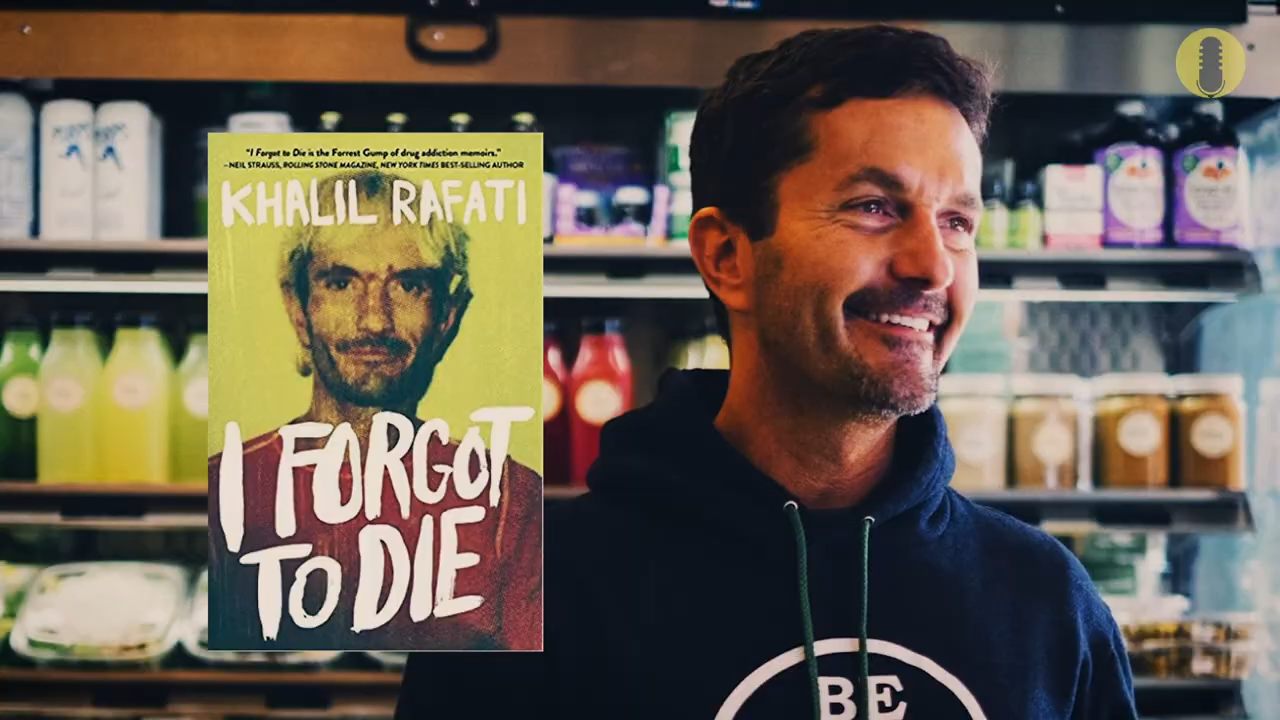 "I Forgot to Die is the Forrest Gump of drug addiction memoirs."
–NEIL STRAUSS, ROLLING STONE MAGAZINE, NEW YORK TIMES BEST-SELLING AUTHOR
KHALIL RAFATI
I FORGOT
TO DIE
BE